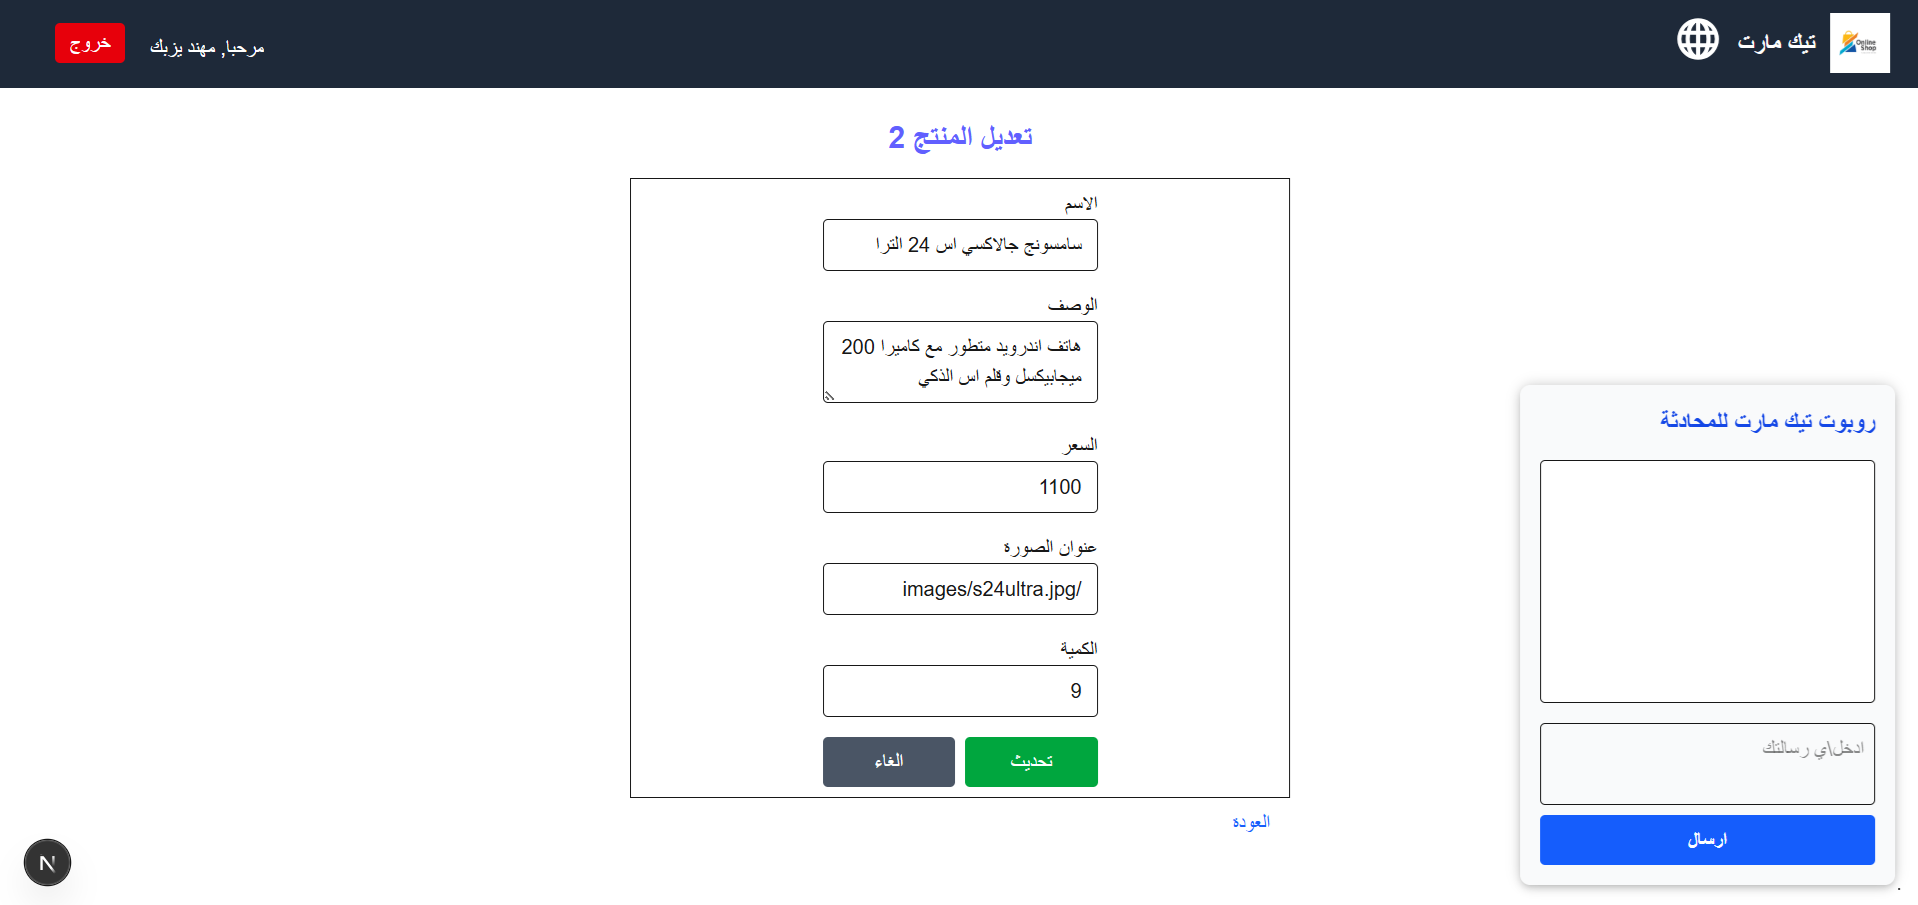 Online
Shop
تيك مارت
مرحبا, مهند يزبك
خروج
تعديل المنتج 2
الاسم
سامسونج جالاكسي اس 24 الترا
الوصف
هاتف اندرويد متطور مع كاميرا 200
ميجابيكسل وقلم اس الذكي
السعر
1100
عنوان الصورة
images/s24ultra.jpg/
الكمية
9
تحديث
الغاء
العودة
روبوت تيك مارت للمحادثة
ادخل\ي رسالتك
ارسال
N
.